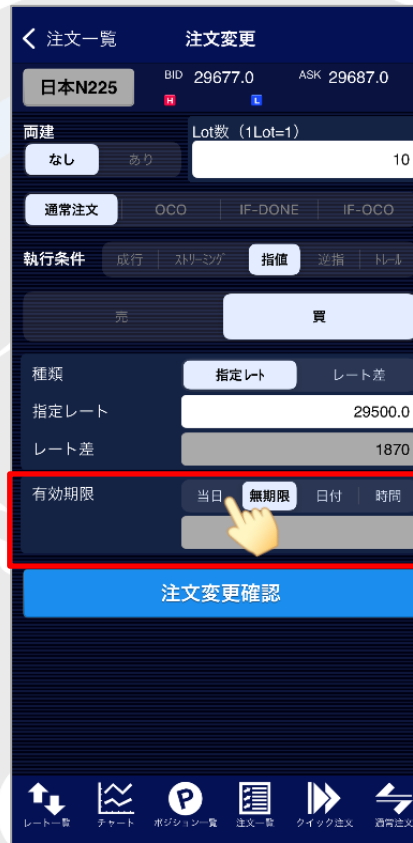 注文一覧 注文変更
日本N225 BID 29677.0 ASK 29687.0
H L
両建 Lot数（1Lot=1）
なし あり 10
通常注文 OCO IF-DONE IF-OCO
執行条件 成行 ストリーミング 指値 逆指 トレール
売 買
種類 指定レート レート差
指定レート 29500.0
レート差 1870
有効期限 当日 無期限 日付 時間
注文変更確認
P
レート一覧 チャート ポジション一覧 注文一覧 クイック注文 通常注文